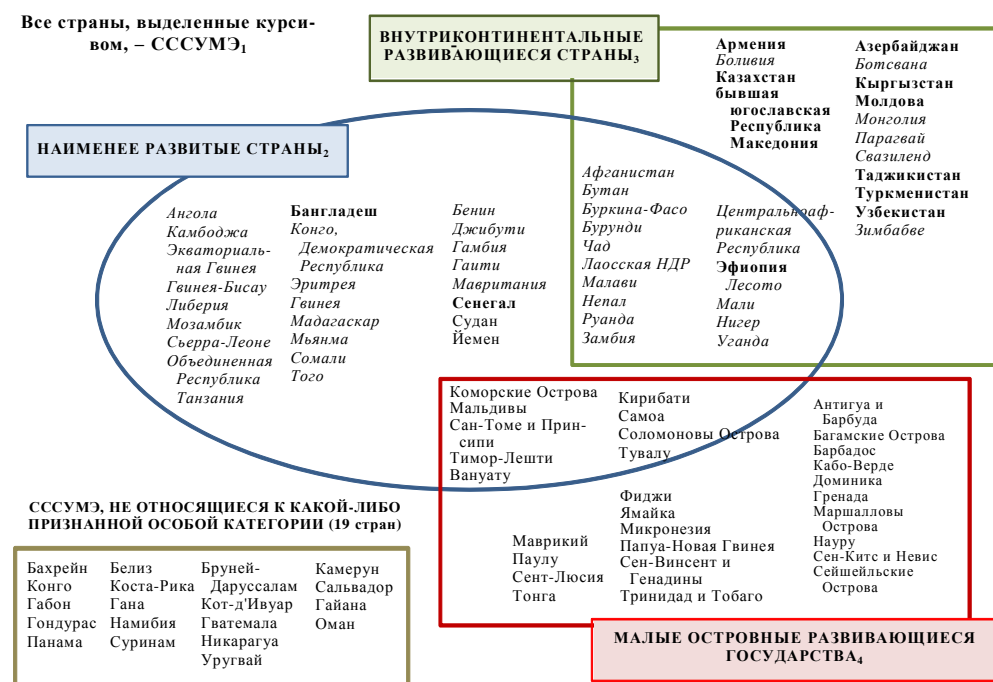 Все страны, выделенные курси-
вом, – СССУМЭ1
ВНУТРИКОНТИНЕНТАЛЬНЫЕ
РАЗВИВАЮЩИЕСЯ СТРАНЫ3
Армения
Боливия
Казахстан
бывшая
югославская
Республика
Македония
Азербайджан
Ботсвана
Кыргызстан
Молдова
Монголия
Парагвай
Свазиленд
Таджикистан
Туркменистан
Узбекистан
Зимбабве
НАИМЕНЕЕ РАЗВИТЫЕ СТРАНЫ2
Ангола
Камбоджа
Экваториаль-
ная Гвинея
Гвинея-Бисау
Либерия
Мозамбик
Сьерра-Леоне
Объединенная
Республика
Танзания
Бангладеш
Конго,
Демократическая
Республика
Эритрея
Гвинея
Мадагаскар
Мьянма
Сомали
Того
Бенин
Джибути
Гамбия
Гаити
Мавритания
Сенегал
Судан
Йемен
Афганистан
Бутан
Буркина-Фасо
Бурунди
Чад
Лаосская НДР
Малави
Непал
Руанда
Замбия
Центральноаф-
риканская
Республика
Эфиопия
Лесото
Мали
Нигер
Уганда
Коморские Острова
Мальдивы
Сан-Томе и Прин-
сипи
Тимор-Лешти
Вануату
Кирибати
Самоа
Соломоновы Острова
Тувалу
Антигуа и
Барбуда
Багамские Острова
Барбадос
Кабо-Верде
Доминика
Гренада
Маршалловы
Острова
Науру
Сен-Китс и Невис
Сейшейльские
Острова
Маврикий
Паулу
Сент-Люсия
Тонга
Фиджи
Ямайка
Микронезия
Папуа-Новая Гвинея
Сен-Винсент и
Генадины
Тринидад и Тобаго
СССУМЭ, НЕ ОТНОСЯЩИЕСЯ К КАКОЙ-ЛИБО
ПРИЗНАННОЙ ОСОБОЙ КАТЕГОРИИ (19 стран)
Бахрейн
Конго
Габон
Гондурас
Панама
Белиз
Коста-Рика
Гана
Намибия
Суринам
Бруней-
Даруссалам
Кот-д'Ивуар
Гватемала
Никарагуа
Уругвай
Камерун
Сальвадор
Гайана
Оман
МАЛЫЕ ОСТРОВНЫЕ РАЗВИВАЮЩИЕСЯ
ГОСУДАРСТВА4